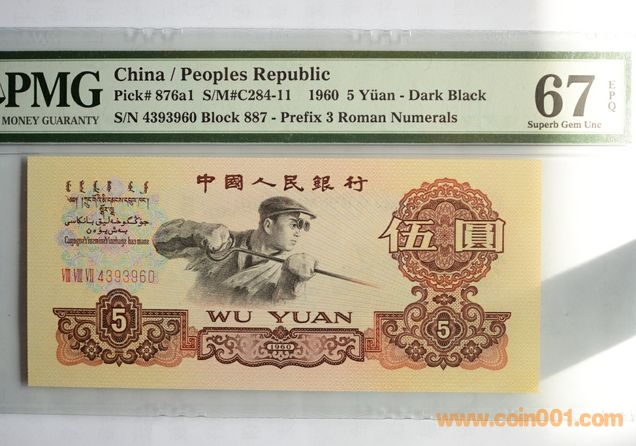 PMG
MONEY GUARANTY
China / Peoples Republic
Pick# 876a1 S/M#C284-11 1960 5 Yüan - Dark Black
S/N 4393960 Block 887 - Prefix 3 Roman Numerals
67
EPQ
Superb Gem Unc
中國人民銀行
伍圓
VIII VIII VII 4393960
5
WU YUAN
1960
5
www.coin001.com